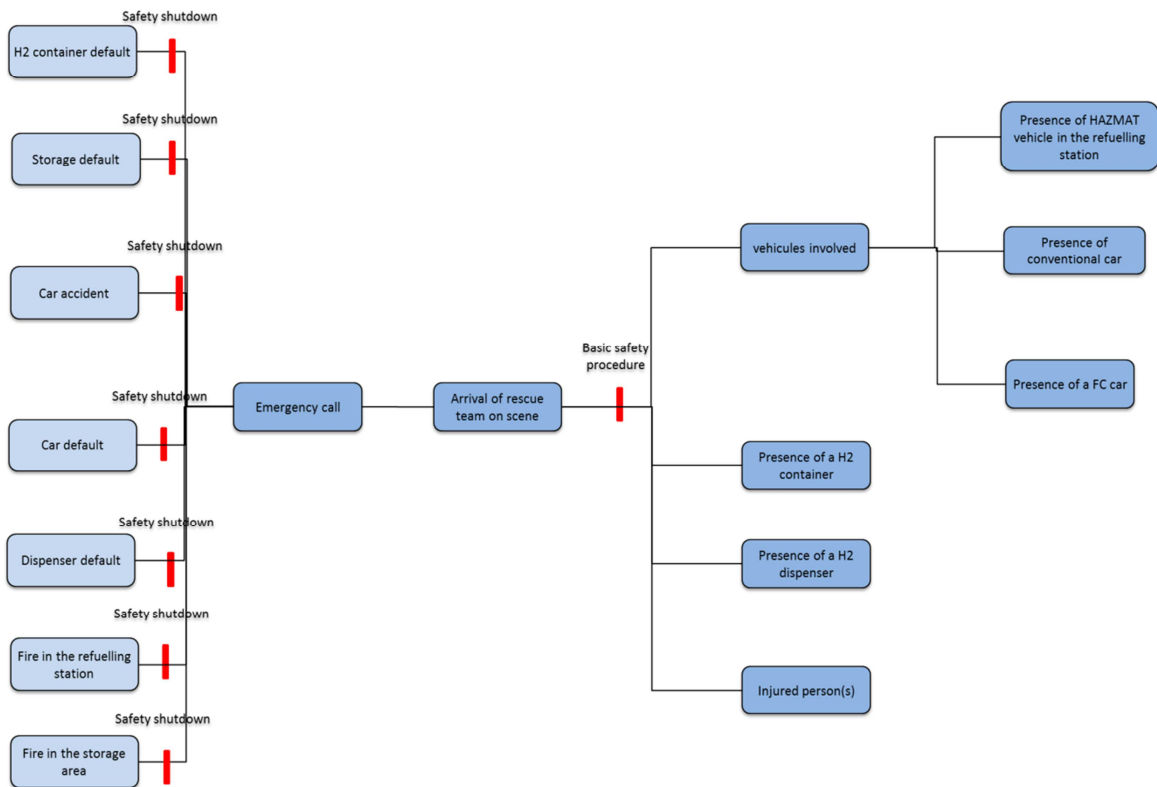 Safety shutdown
H2 container default
Safety shutdown
Storage default
Safety shutdown
Car accident
Safety shutdown
Car default
Safety shutdown
Dispenser default
Safety shutdown
Fire in the refuelling
station
Safety shutdown
Fire in the storage
area
Emergency call
Arrival of rescue
team on scene
Basic safety
procedure
vehicules involved
Presence of a H2
container
Presence of a H2
dispenser
Injured person(s)
Presence of HAZMAT
vehicle in the refuelling
station
Presence of
conventional car
Presence of a FC car